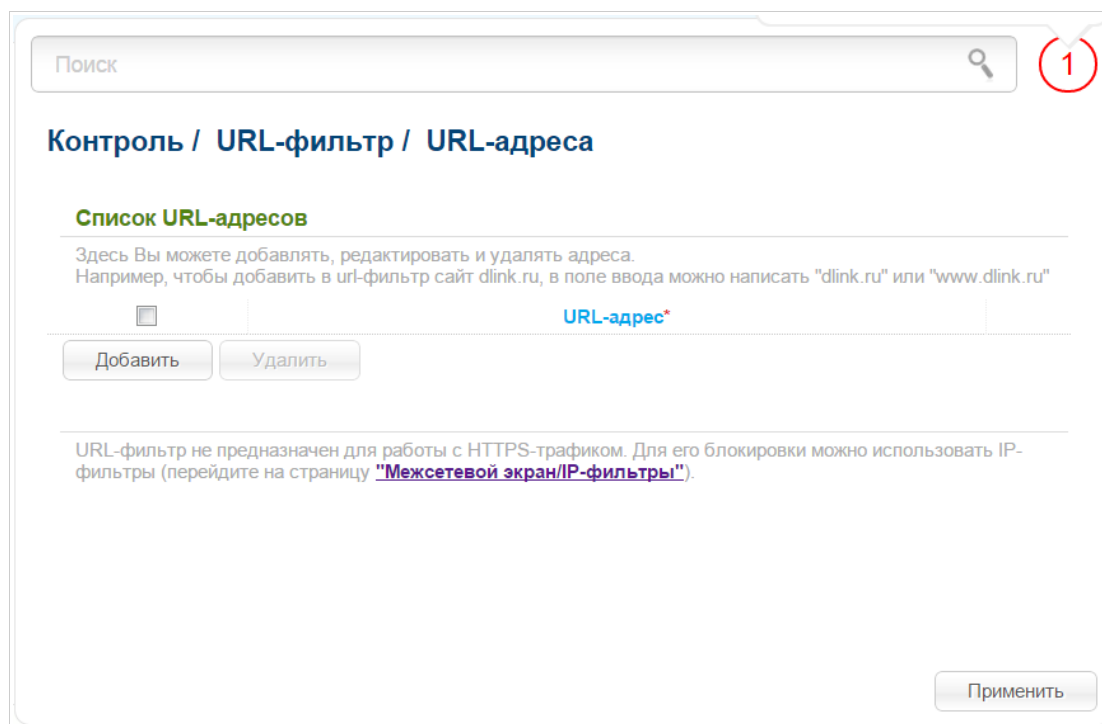 Поиск
1
Контроль / URL-фильтр / URL-адреса
Список URL-адресов
Здесь Вы можете добавлять, редактировать и удалять адреса.
Например, чтобы добавить в url-фильтр сайт dlink.ru, в поле ввода можно написать "dlink.ru" или "www.dlink.ru"
URL-адрес*
Добавить Удалить
URL-фильтр не предназначен для работы с HTTPS-трафиком. Для его блокировки можно использовать IP-
фильтры (перейдите на страницу "Межсетевой экран/IP-фильтры").
Применить